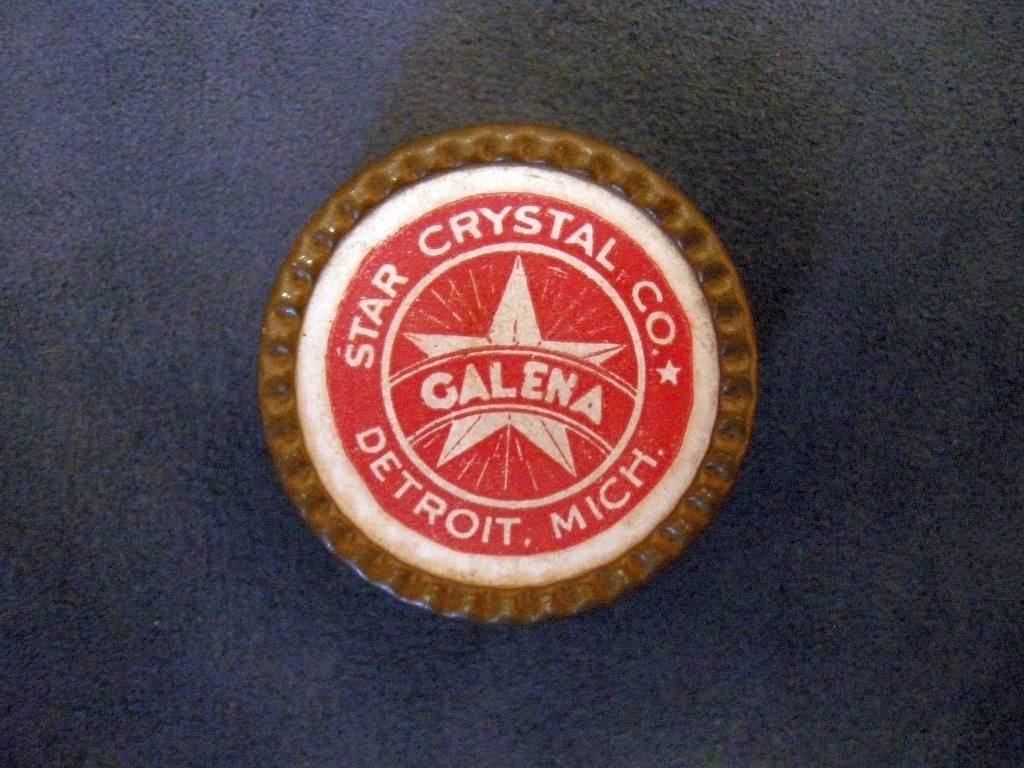 STAR CRYSTAL CO.
GALENA
DETROIT, MICH.